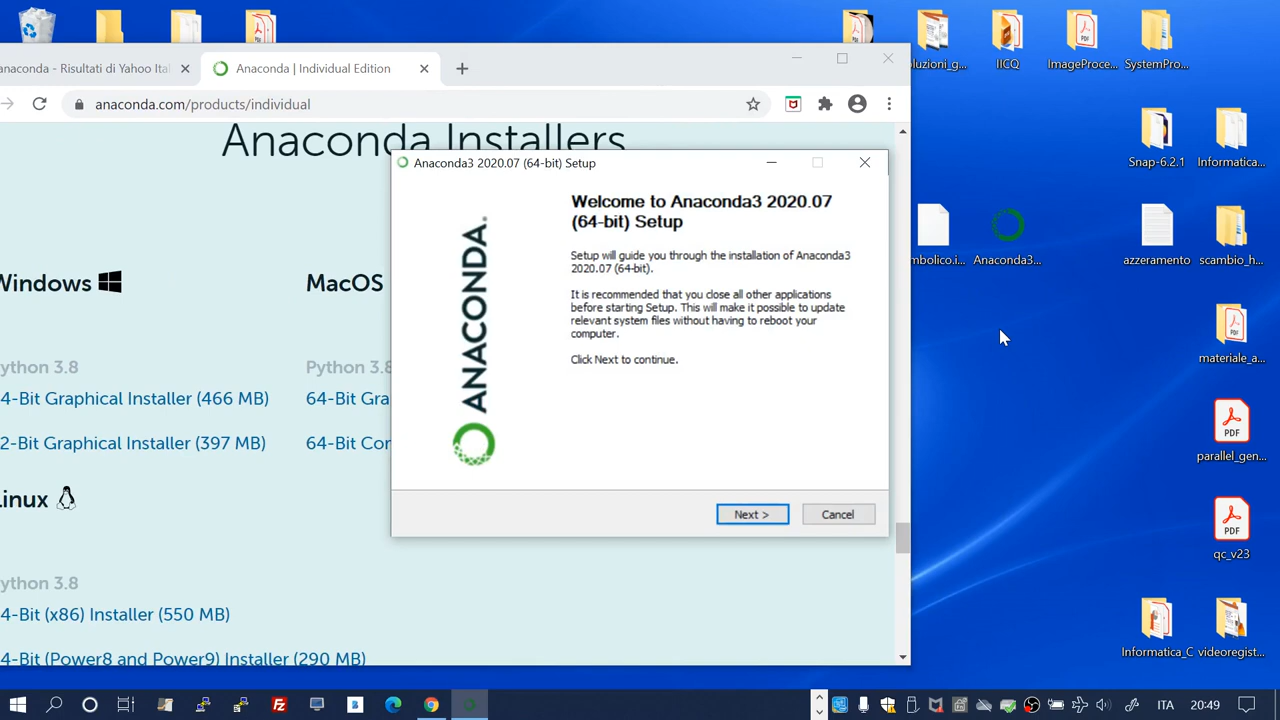 anaconda - Risultati di Yahoo Ital
Anaconda | Individual Edition
anaconda.com/products/individual
Anaconda Installers
Windows
MacOS
ython 3.8
Python 3.8
4-Bit Graphical Installer (466 MB)
64-Bit Gra
2-Bit Graphical Installer (397 MB)
64-Bit Con
Linux
ython 3.8
4-Bit (x86) Installer (550 MB)
4-Bit (Power8 and Power9) Installer (290 MB)
Anaconda3 2020.07 (64-bit) Setup
ANACONDA.
Welcome to Anaconda3 2020.07
(64-bit) Setup
Setup will guide you through the installation of Anaconda3
2020.07 (64-bit).
It is recommended that you close all other applications
before starting Setup. This will make it possible to update
relevant system files without having to reboot your
computer.
Click Next to continue.
Next >
Cancel
oluzioni_g...
IICQ
ImageProce...
SystemPro...
Snap-6.2.1
Informatica...
mbolico.i...
Anaconda3...
azzeramento
scambio_h...
materiale_a...
PDF
parallel_gen...
PDF
qc_v23
Informatica_C
videoregist...
ITA
20:49